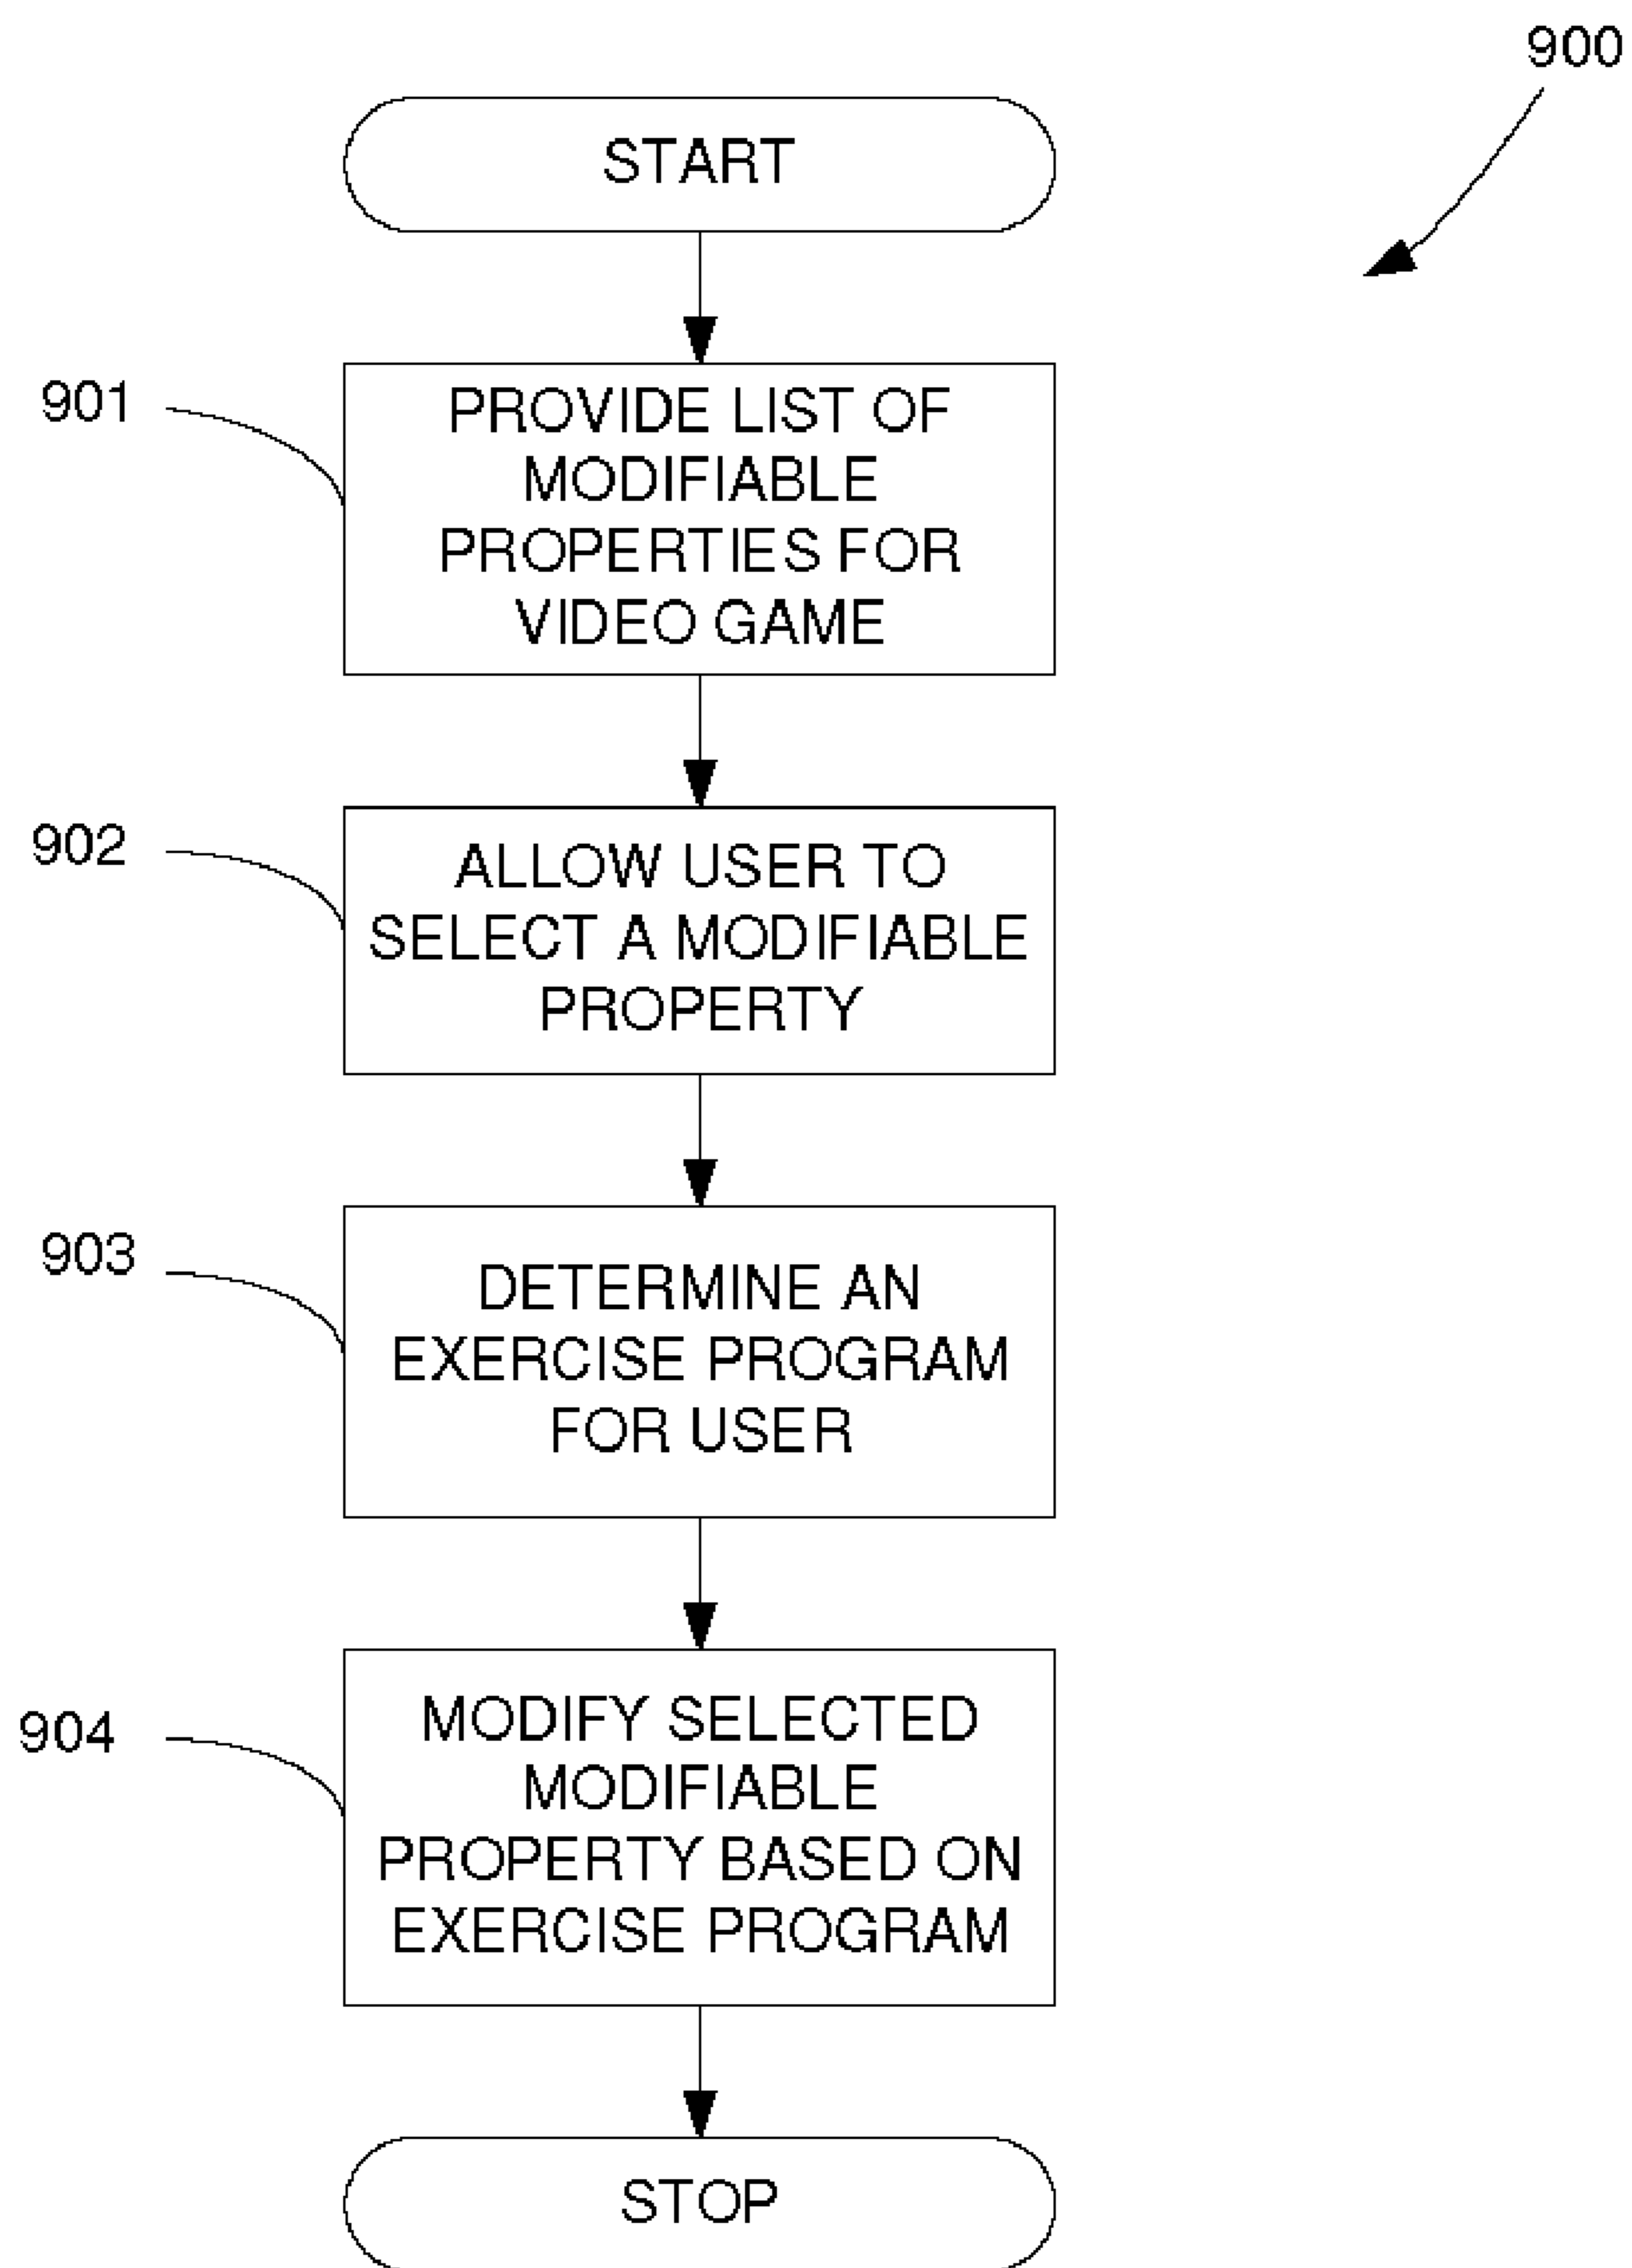 900
START
901
PROVIDE LIST OF
MODIFIABLE
PROPERTIES FOR
VIDEO GAME
902
ALLOW USER TO
SELECT A MODIFIABLE
PROPERTY
903
DETERMINE AN
EXERCISE PROGRAM
FOR USER
904
MODIFY SELECTED
MODIFIABLE
PROPERTY BASED ON
EXERCISE PROGRAM
STOP